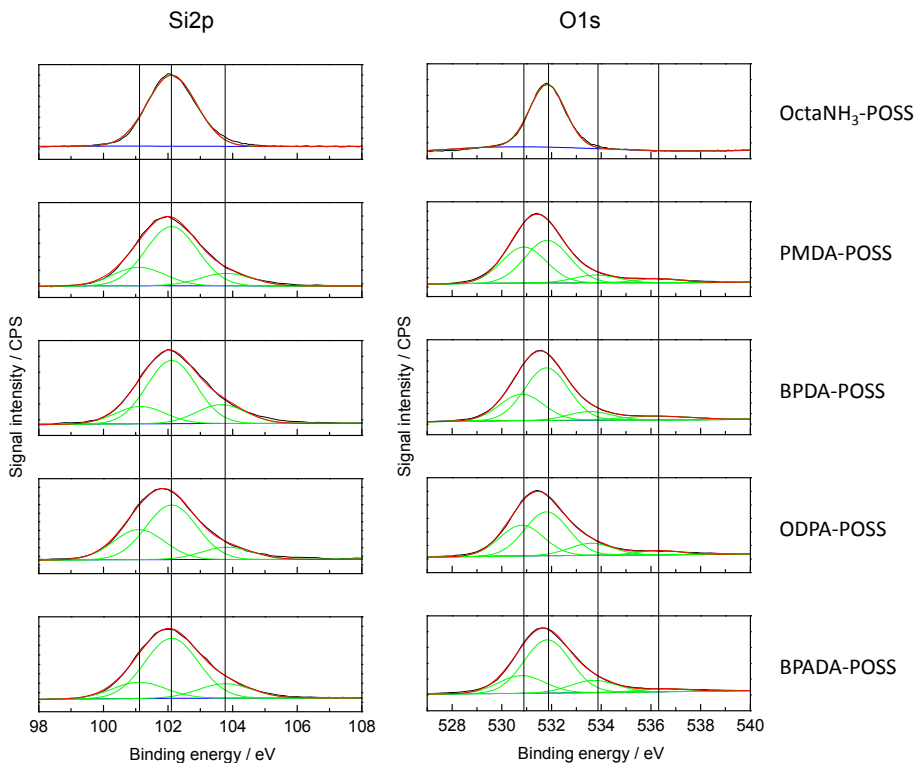 Si2p
O1s
OctaNH₃-POSS
PMDA-POSS
BPDA-POSS
ODPA-POSS
BPADA-POSS
Signal intensity / CPS
Signal intensity / CPS
98 100 102 104 106 108
528 530 532 534 536 538 540
Binding energy / eV
Binding energy / eV